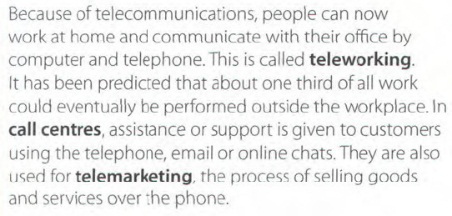 Because of telecommunications, people can now
work at home and communicate with their office by
computer and telephone. This is called teleworking.
It has been predicted that about one third of all work
could eventually be performed outside the workplace. In
call centres, assistance or support is given to customers
using the telephone, email or online chats. They are also
used for telemarketing, the process of selling goods
and services over the phone.